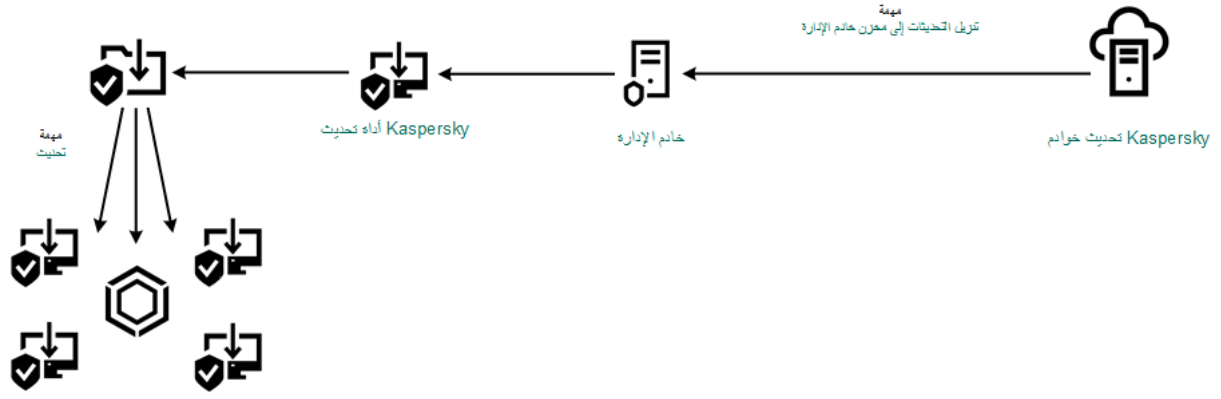 مهمة
تنزيل التحديثات إلى مخزن خادم الإدارة
Kaspersky تحديث خوادم
خادم الإدارة
Kaspersky أداة تحديث
مهمة
تحديث